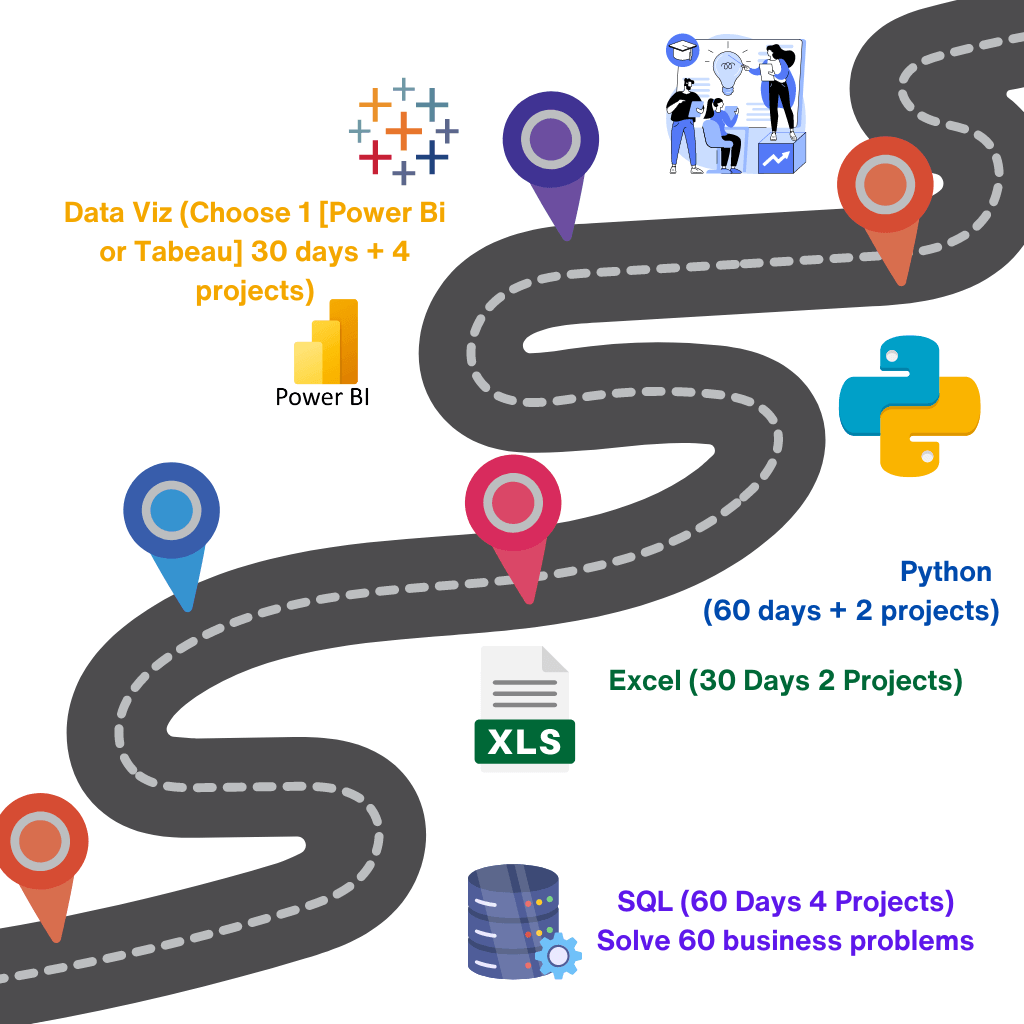 Data Viz (Choose 1 [Power Bi
or Tabeau] 30 days + 4
projects)
Power BI
Python
(60 days + 2 projects)
Excel (30 Days 2 Projects)
XLS
SQL (60 Days 4 Projects)
Solve 60 business problems